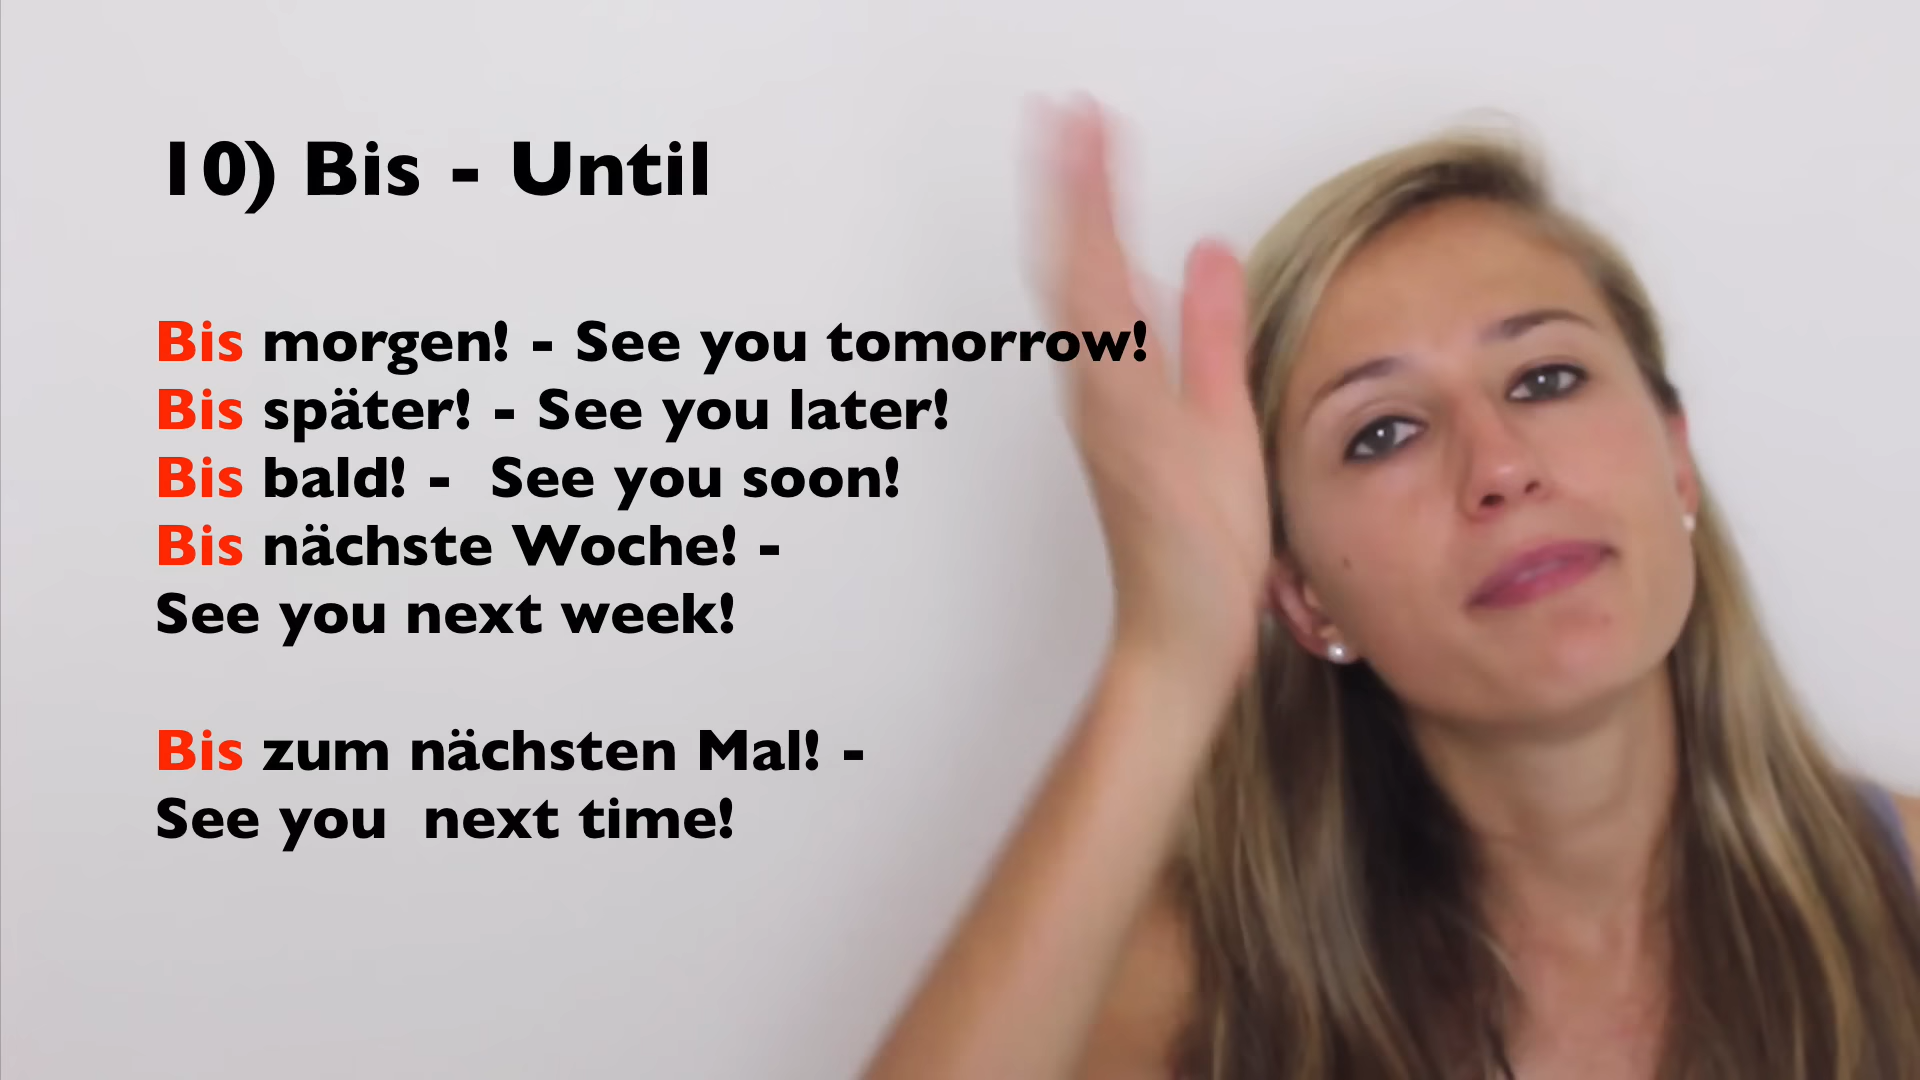 10) Bis - Until
Bis morgen! - See you tomorrow!
Bis später! - See you later!
Bis bald! - See you soon!
Bis nächste Woche! -
See you next week!
Bis zum nächsten Mal! -
See you next time!